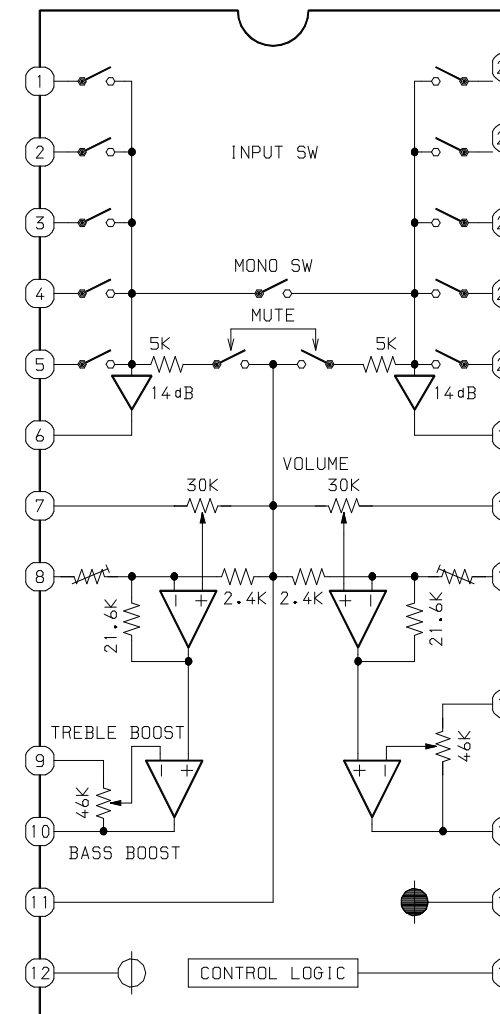 1
2 INPUT SW
3
MONO SW
4
MUTE
5 5K 5K
14dB 14dB
6
VOLUME
30K 30K
7
8
2.4K 2.4K
21.6K 21.6K
TREBLE BOOST
9
46K 46K
10
BASS BOOST
11
12 CONTROL LOGIC